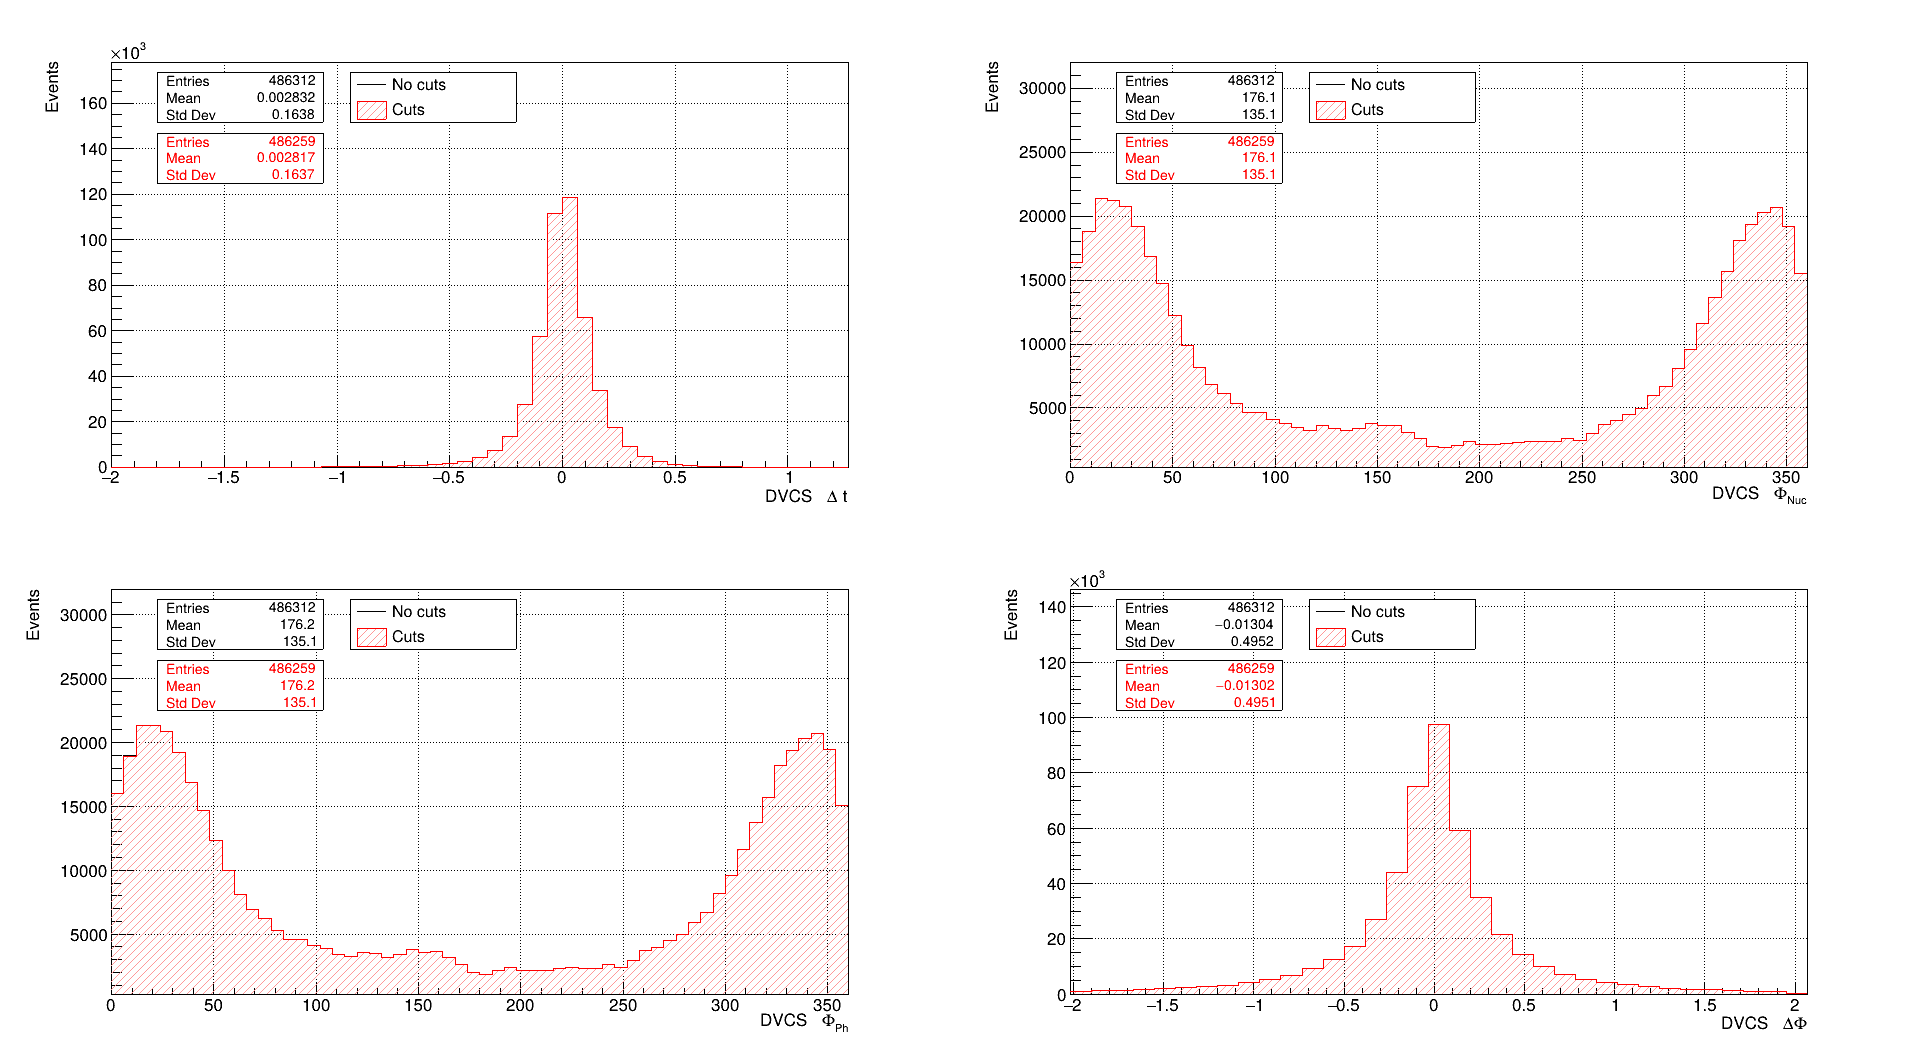 ×10³
Events
Entries 486312
Mean 0.002832
Std Dev 0.1638
Entries 486259
Mean 0.002817
Std Dev 0.1637
No cuts
Cuts
160
140
120
100
80
60
40
20
0
−2 −1.5 −1 −0.5 0 0.5 1
DVCS Δ t
Events
Entries 486312
Mean 176.1
Std Dev 135.1
Entries 486259
Mean 176.1
Std Dev 135.1
No cuts
Cuts
30000
25000
20000
15000
10000
5000
0 50 100 150 200 250 300 350
DVCS Φ_Nuc
Events
Entries 486312
Mean 176.2
Std Dev 135.1
Entries 486259
Mean 176.2
Std Dev 135.1
No cuts
Cuts
30000
25000
20000
15000
10000
5000
0 50 100 150 200 250 300 350
DVCS Φ_Ph
×10³
Events
Entries 486312
Mean −0.01304
Std Dev 0.4952
Entries 486259
Mean −0.01302
Std Dev 0.4951
No cuts
Cuts
140
120
100
80
60
40
20
0
−2 −1.5 −1 −0.5 0 0.5 1 1.5 2
DVCS ΔΦ